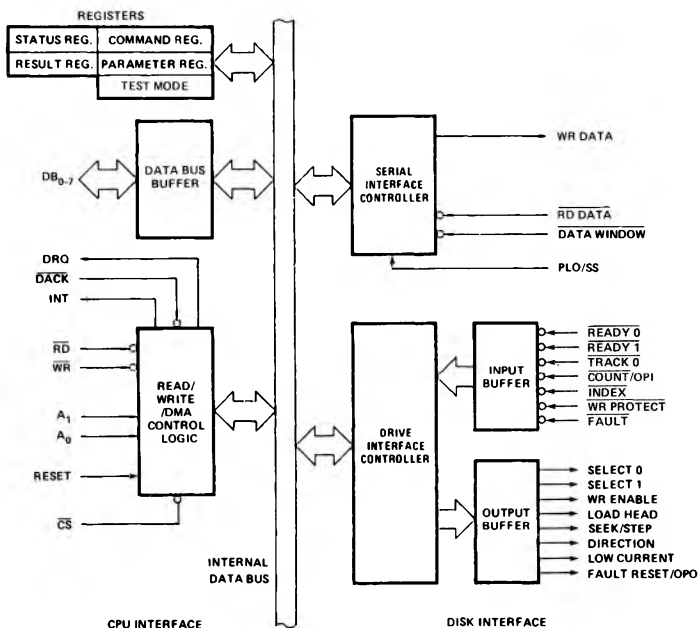 REGISTERS
STATUS REG. COMMAND REG.
RESULT REG. PARAMETER REG.
TEST MODE
DB0-7
DATA BUS
BUFFER
DRQ
DACK
INT
RD
WR
A1
A0
RESET
CS
READ/
WRITE
/DMA
CONTROL
LOGIC
INTERNAL
DATA BUS
CPU INTERFACE
SERIAL
INTERFACE
CONTROLLER
WR DATA
RD DATA
DATA WINDOW
PLO/SS
DRIVE
INTERFACE
CONTROLLER
INPUT
BUFFER
READY 0
READY 1
TRACK 0
COUNT/OPI
INDEX
WR PROTECT
FAULT
OUTPUT
BUFFER
SELECT 0
SELECT 1
WR ENABLE
LOAD HEAD
SEEK/STEP
DIRECTION
LOW CURRENT
FAULT RESET/OPO
DISK INTERFACE